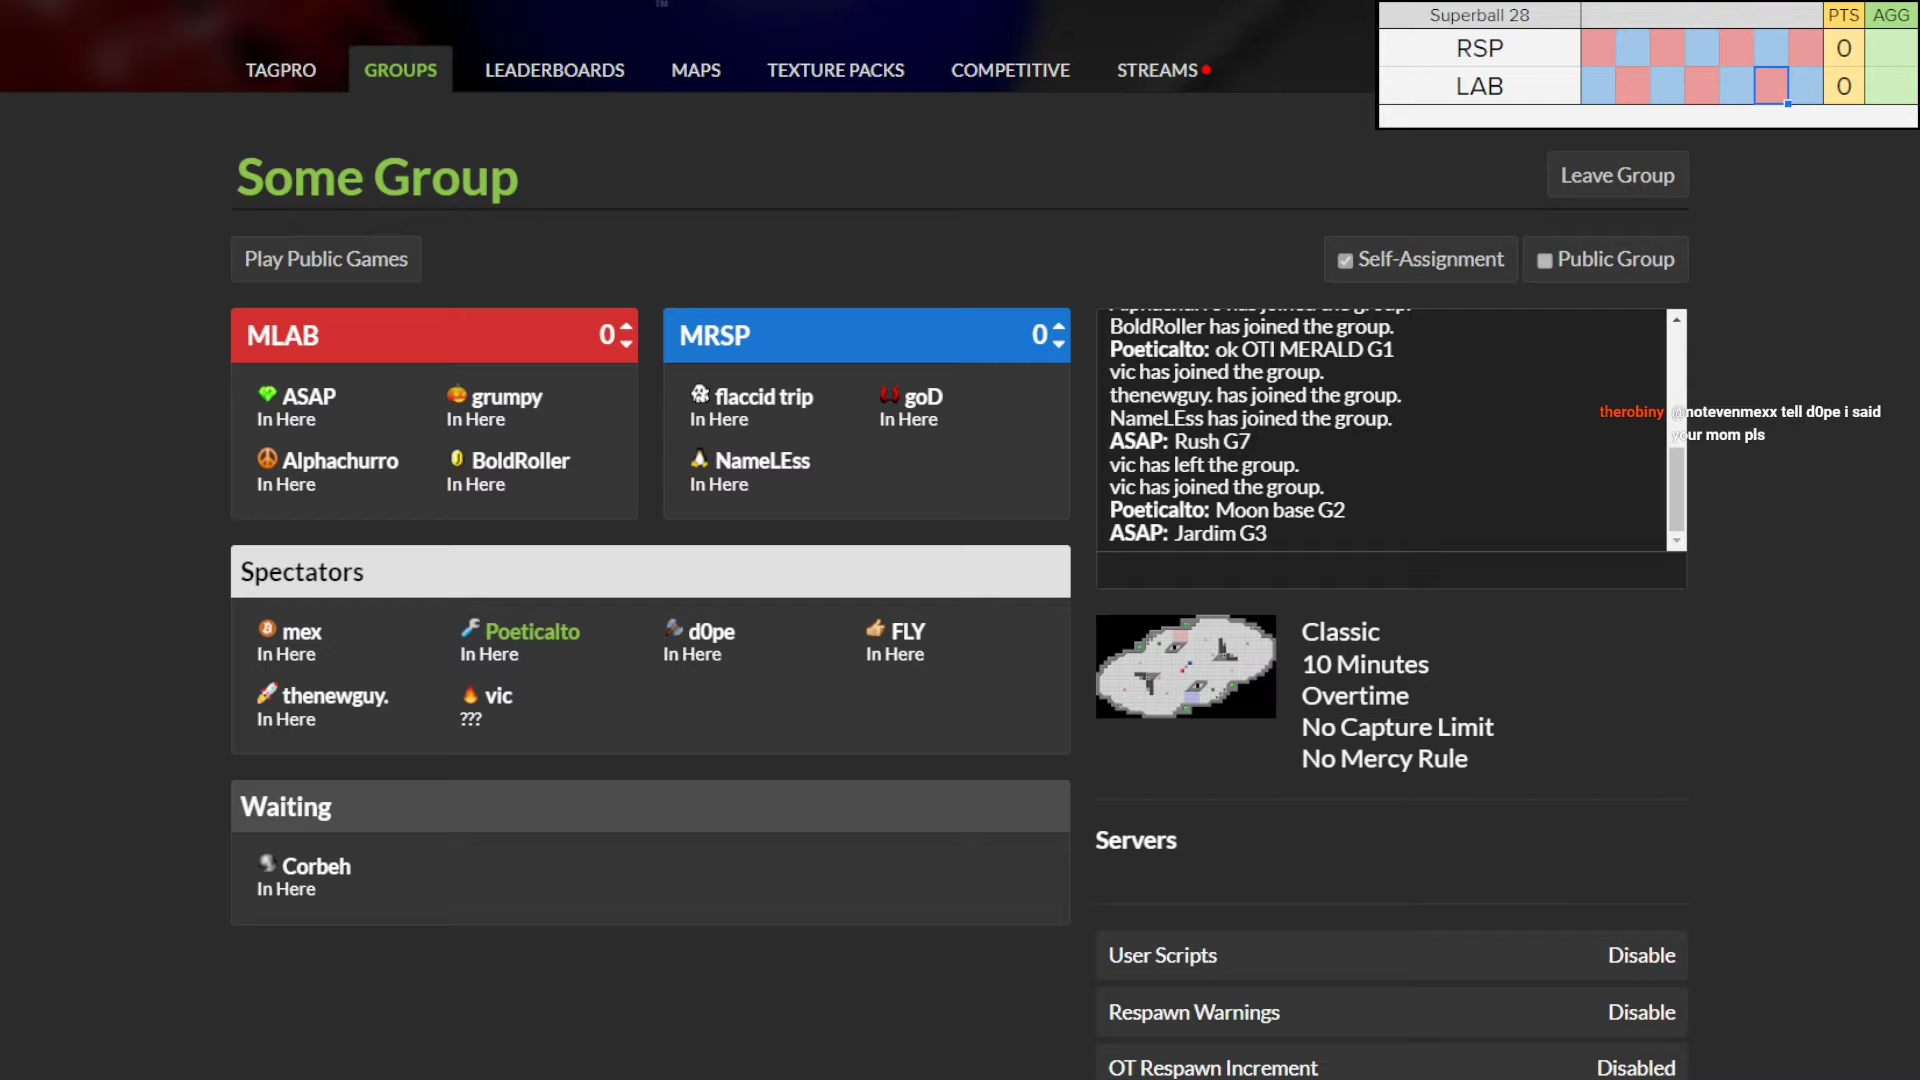 TM
TAGPRO
GROUPS
LEADERBOARDS
MAPS
TEXTURE PACKS
COMPETITIVE
STREAMS
Superball 28
PTS
AGG
RSP
0
LAB
0
Some Group
Leave Group
Play Public Games
Self-Assignment
Public Group
MLAB
0
MRSP
0
ASAP
In Here
grumpy
In Here
Alphachurro
In Here
BoldRoller
In Here
flaccid trip
In Here
goD
In Here
NameLEss
In Here
BoldRoller has joined the group.
Poeticalto: ok OTI MERALD G1
vic has joined the group.
thenewguy. has joined the group.
NameLEss has joined the group.
ASAP: Rush G7
vic has left the group.
vic has joined the group.
Poeticalto: Moon base G2
ASAP: Jardim G3
therobiny @notevenmexx tell d0pe i said
your mom pls
Spectators
mex
In Here
Poeticalto
In Here
d0pe
In Here
FLY
In Here
thenewguy.
In Here
vic
???
Waiting
Corbeh
In Here
Classic
10 Minutes
Overtime
No Capture Limit
No Mercy Rule
Servers
User Scripts Disable
Respawn Warnings Disable
OT Respawn Increment Disabled